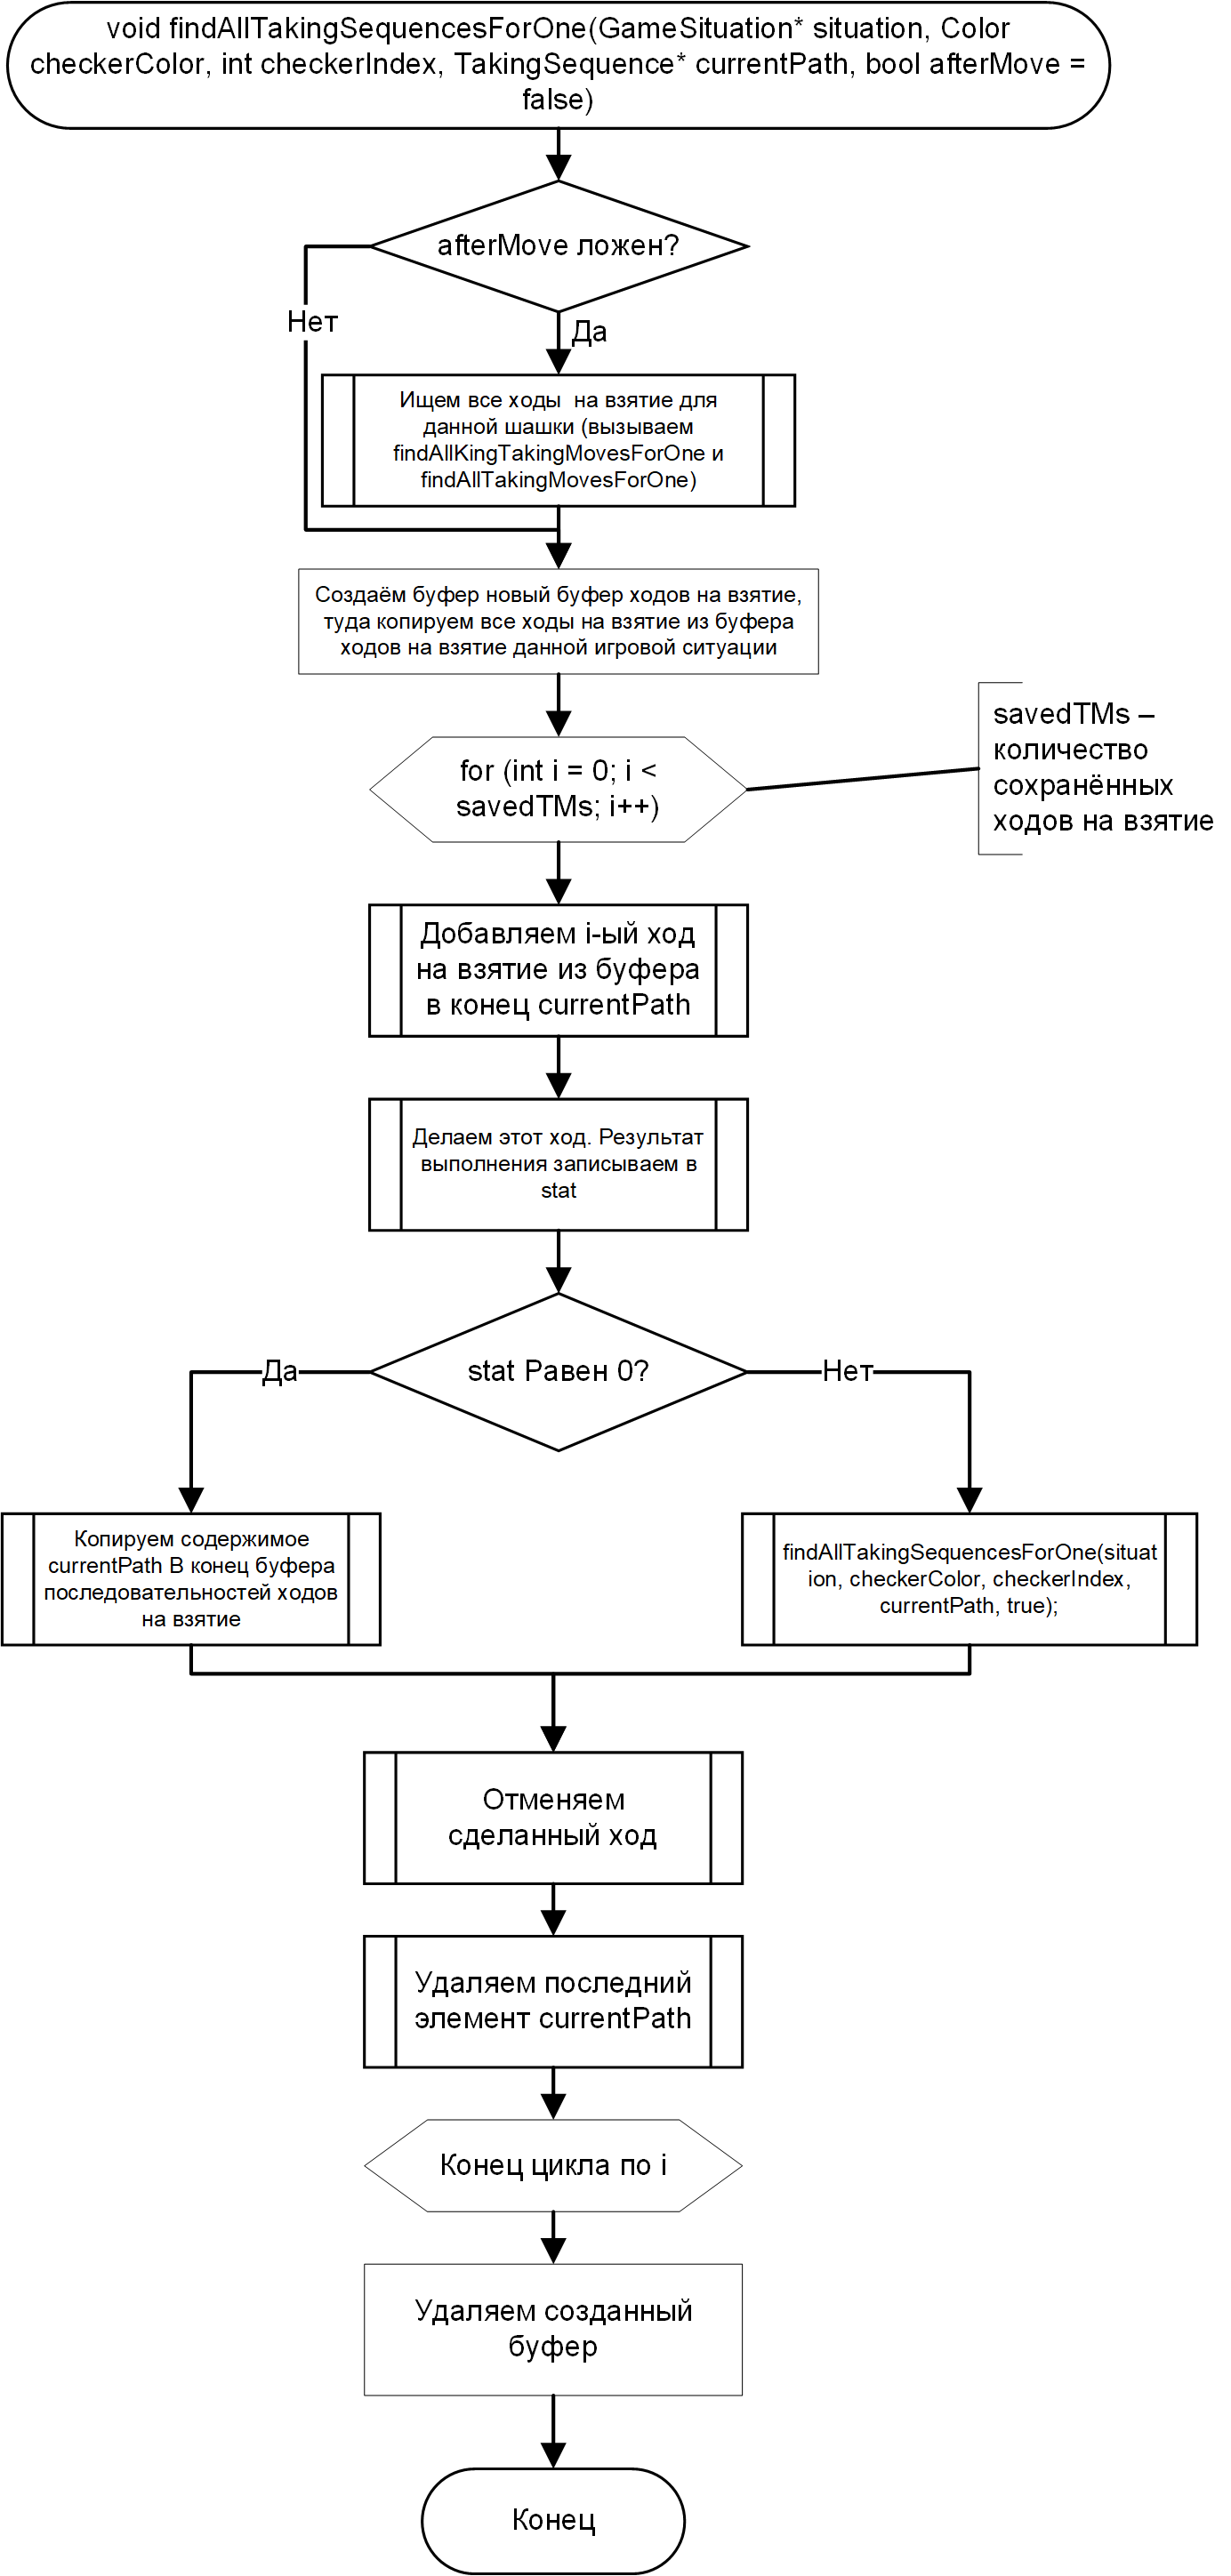 void findAllTakingSequencesForOne(GameSituation* situation, Color
checkerColor, int checkerIndex, TakingSequence* currentPath, bool afterMove =
false)
afterMove ложен?
Нет
Да
Ищем все ходы  на взятие для
данной шашки (вызываем
findAllKingTakingMovesForOne и
findAllTakingMovesForOne)
Создаём буфер новый буфер ходов на взятие,
туда копируем все ходы на взятие из буфера
ходов на взятие данной игровой ситуации
for (int i = 0; i <
savedTMs; i++)
savedTMs –
количество
сохранённых
ходов на взятие
Добавляем i-ый ход
на взятие из буфера
в конец currentPath
Делаем этот ход. Результат
выполнения записываем в
stat
stat Равен 0?
Да
Нет
Копируем содержимое
currentPath В конец буфера
последовательностей ходов
на взятие
findAllTakingSequencesForOne(situat
ion, checkerColor, checkerIndex,
currentPath, true);
Отменяем
сделанный ход
Удаляем последний
элемент currentPath
Конец цикла по i
Удаляем созданный
буфер
Конец